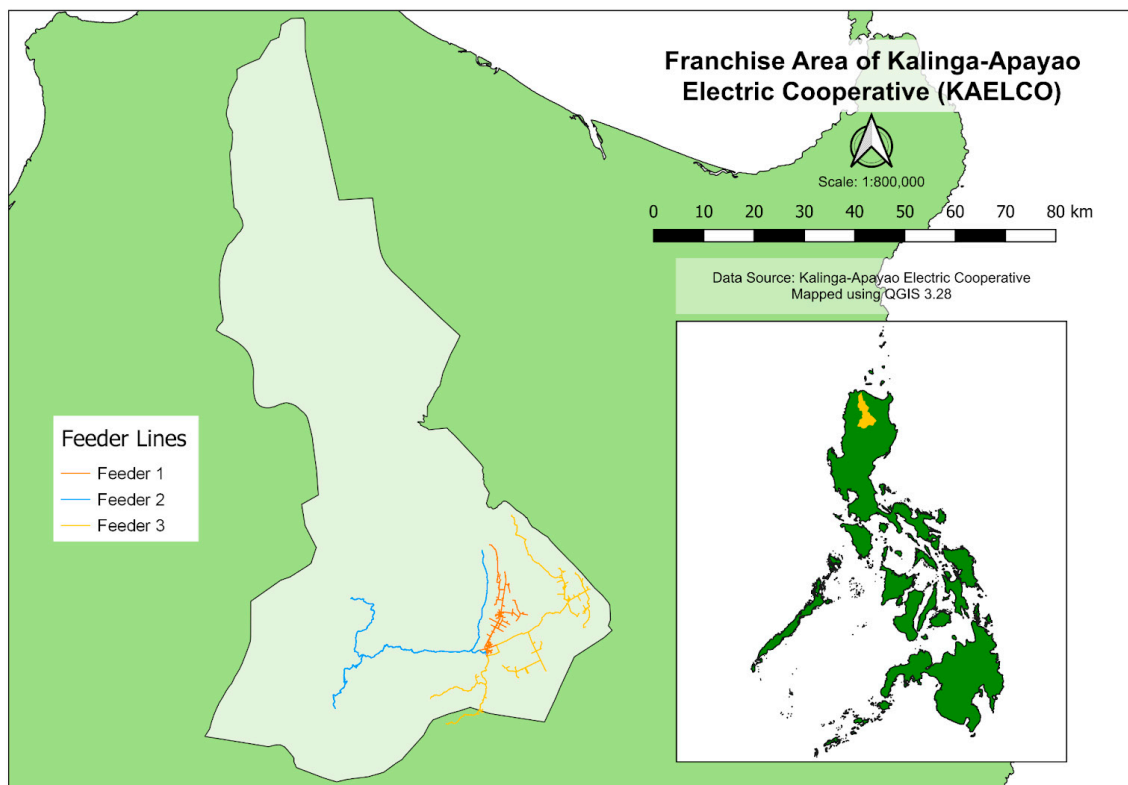 Franchise Area of Kalinga-Apayao
Electric Cooperative (KAELCO)
Scale: 1:800,000
0 10 20 30 40 50 60 70 80 km
Data Source: Kalinga-Apayao Electric Cooperative
Mapped using QGIS 3.28
Feeder Lines
Feeder 1
Feeder 2
Feeder 3